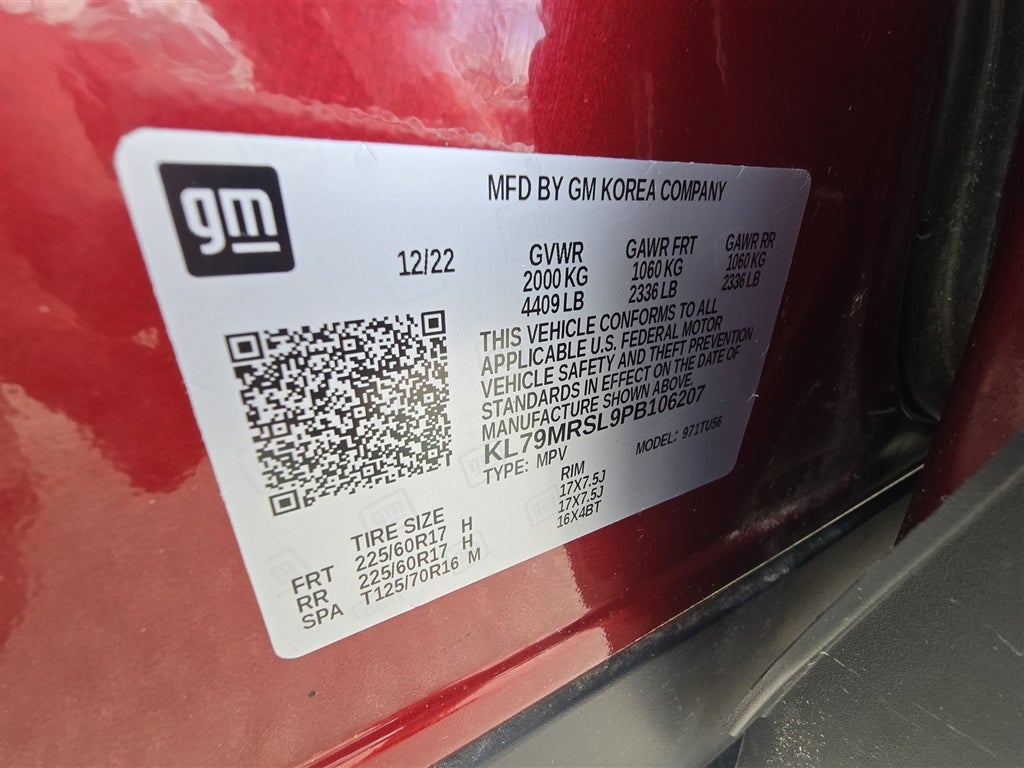 gm
MFD BY GM KOREA COMPANY
12/22
GVWR
2000 KG
4409 LB
GAWR FRT
1060 KG
2336 LB
GAWR RR
1060 KG
2336 LB
THIS VEHICLE CONFORMS TO ALL
APPLICABLE U.S. FEDERAL MOTOR
VEHICLE SAFETY AND THEFT PREVENTION
STANDARDS IN EFFECT ON THE DATE OF
MANUFACTURE SHOWN ABOVE.
KL79MRSL9PB106207
TYPE: MPV
MODEL: 971TU56
TIRE SIZE RIM
FRT 225/60R17 H 17X7.5J
RR 225/60R17 H 17X7.5J
SPA T125/70R16 M 16X4BT